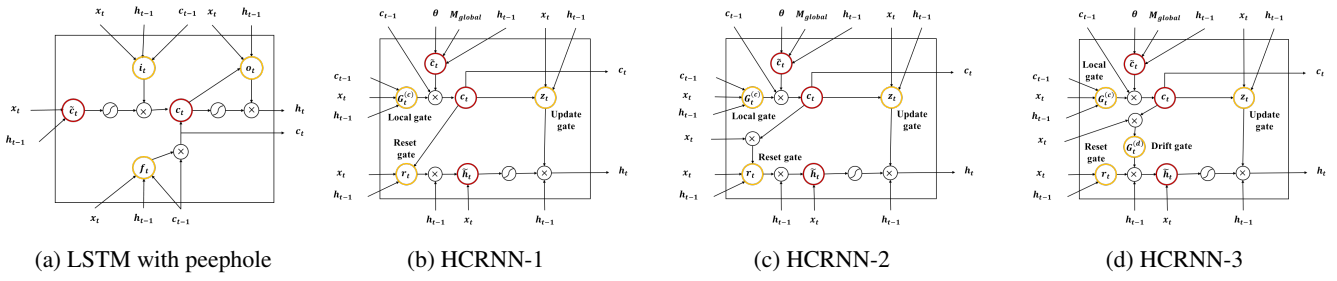 x_t h_{t-1} c_{t-1} x_t h_{t-1}
i_t o_t
x_t c̃_t c_t h_t
h_{t-1} c_t
f_t
x_t h_{t-1} c_{t-1}
(a) LSTM with peephole
c_{t-1} θ M_{global} h_{t-1} x_t h_{t-1}
c̃_t
c_t
c_{t-1}
x_t G_t^{(c)} c_t z_t
h_{t-1}
Local gate Update
gate
Reset
gate
x_t r_t h̃_t h_t
h_{t-1}
h_{t-1} x_t h_{t-1}
(b) HCRNN-1
c_{t-1} θ M_{global} h_{t-1} x_t h_{t-1}
c̃_t
c_t
c_{t-1}
x_t G_t^{(c)} c_t z_t
h_{t-1}
Local gate Update
gate
x_t
Reset gate
x_t r_t h̃_t h_t
h_{t-1}
h_{t-1} x_t h_{t-1}
(c) HCRNN-2
c_{t-1} θ M_{global} h_{t-1} x_t h_{t-1}
Local
gate
c̃_t
c_t
c_{t-1}
x_t G_t^{(c)} c_t z_t
h_{t-1}
Update
gate
x_t
Reset
gate
G_t^{(d)} Drift gate
x_t r_t h̃_t h_t
h_{t-1}
h_{t-1} x_t h_{t-1}
(d) HCRNN-3